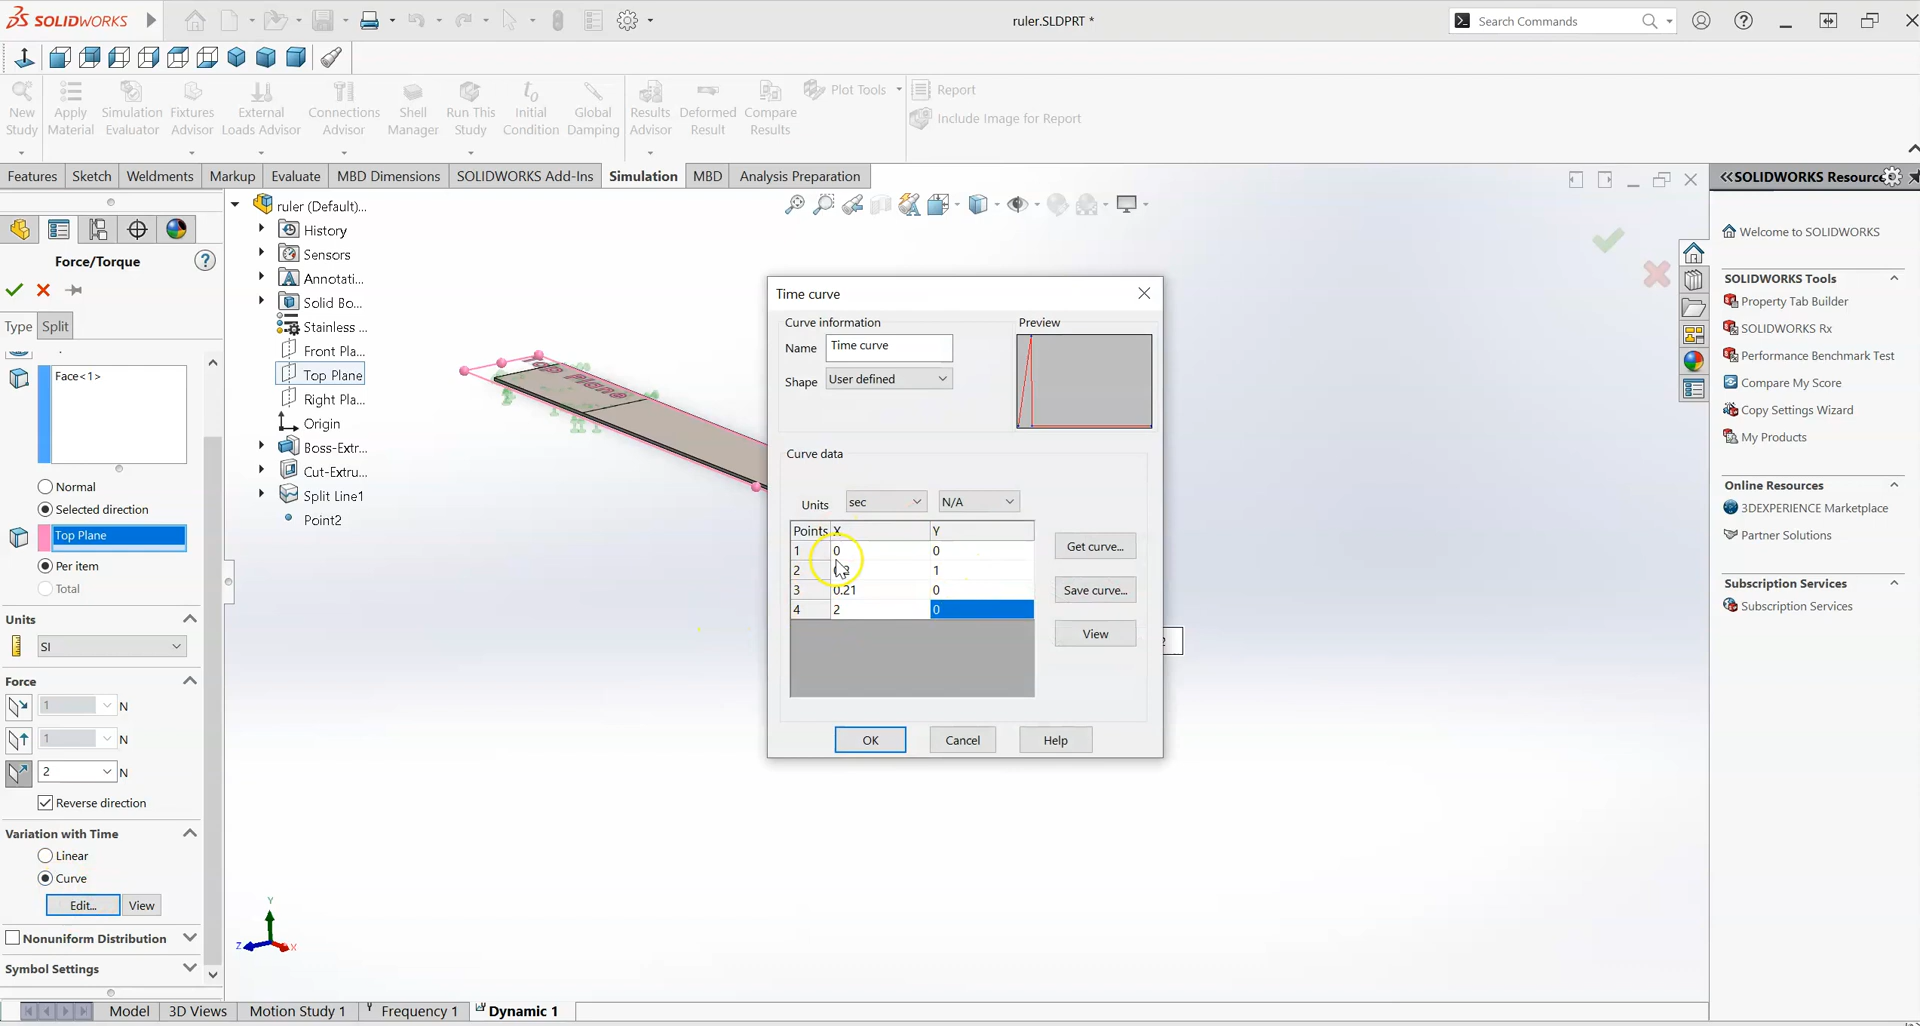 SOLIDWORKS
ruler.SLDPRT *
Search Commands
New Study
Apply Material
Simulation Evaluator
Fixtures Advisor
External Loads Advisor
Connections Advisor
Shell Manager
Run This Study
Initial Condition
Global Damping
Results Advisor
Deformed Result
Compare Results
Plot Tools
Report
Include Image for Report
Features
Sketch
Weldments
Markup
Evaluate
MBD Dimensions
SOLIDWORKS Add-Ins
Simulation
MBD
Analysis Preparation
Force/Torque
Type
Split
Face<1>
Normal
Selected direction
Top Plane
Per item
Total
Units
SI
Force
1 N
1 N
2 N
Reverse direction
Variation with Time
Linear
Curve
Edit...
View
Nonuniform Distribution
Symbol Settings
ruler (Default)...
History
Sensors
Annotati...
Solid Bo...
Stainless ...
Front Pla...
Top Plane
Right Pla...
Origin
Boss-Extr...
Cut-Extru...
Split Line1
Point2
Top Plane
Y
Z
X
Time curve
Curve information
Name
Time curve
Shape
User defined
Preview
Curve data
Units
sec
N/A
Points X Y
1 0 0
2 1
3 0.21 0
4 2 0
Get curve...
Save curve...
View
OK
Cancel
Help
SOLIDWORKS Resource
Welcome to SOLIDWORKS
SOLIDWORKS Tools
Property Tab Builder
SOLIDWORKS Rx
Performance Benchmark Test
Compare My Score
Copy Settings Wizard
My Products
Online Resources
3DEXPERIENCE Marketplace
Partner Solutions
Subscription Services
Subscription Services
Model
3D Views
Motion Study 1
Frequency 1
Dynamic 1